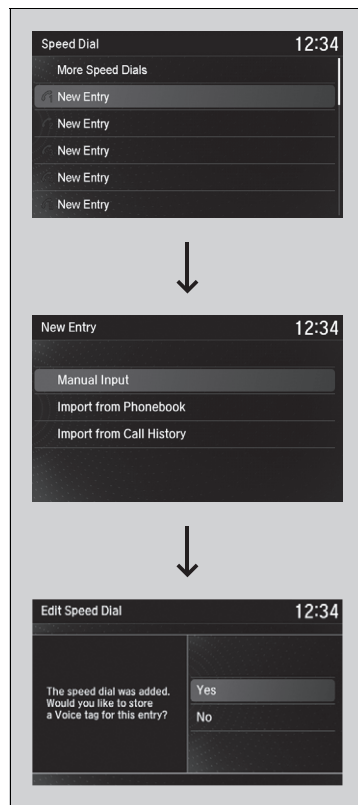 Speed Dial 12:34
More Speed Dials
New Entry
New Entry
New Entry
New Entry
New Entry
New Entry 12:34
Manual Input
Import from Phonebook
Import from Call History
Edit Speed Dial 12:34
The speed dial was added.
Would you like to store
a Voice tag for this entry?
Yes
No